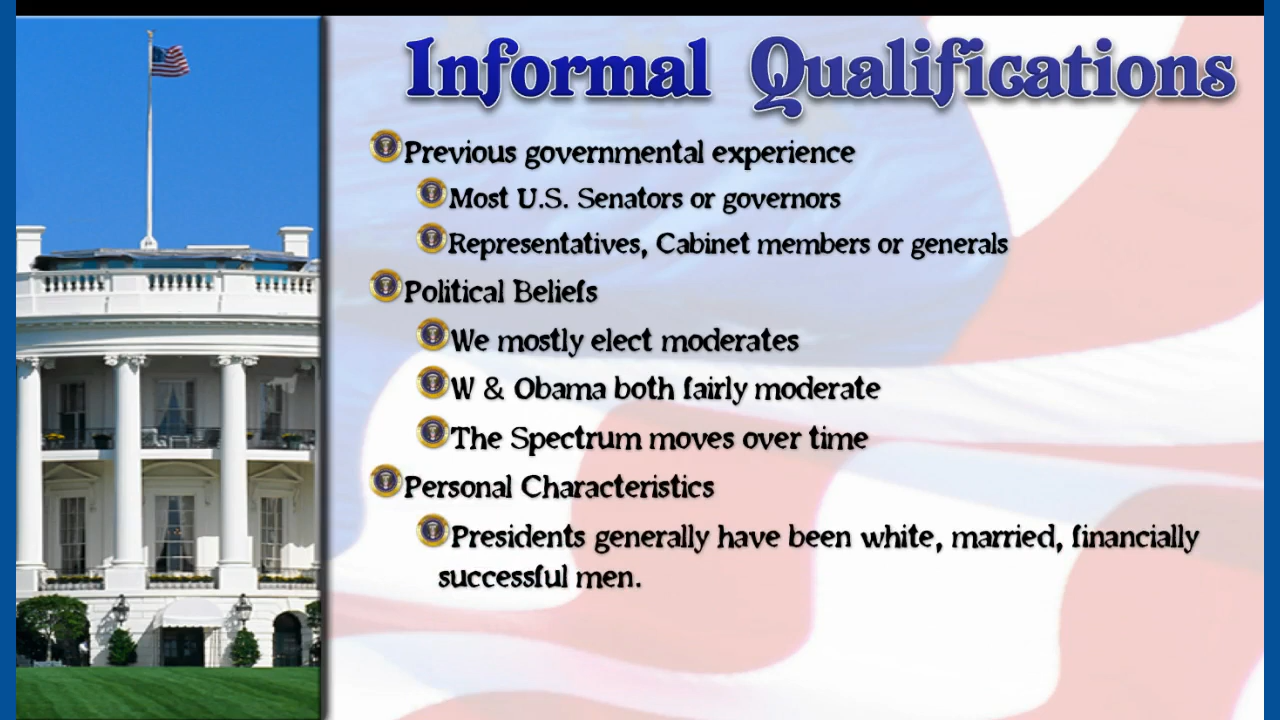 Informal Qualifications
Previous governmental experience
Most U.S. Senators or governors
Representatives, Cabinet members or generals
Political Beliefs
We mostly elect moderates
W & Obama both fairly moderate
The Spectrum moves over time
Personal Characteristics
Presidents generally have been white, married, financially
successful men.